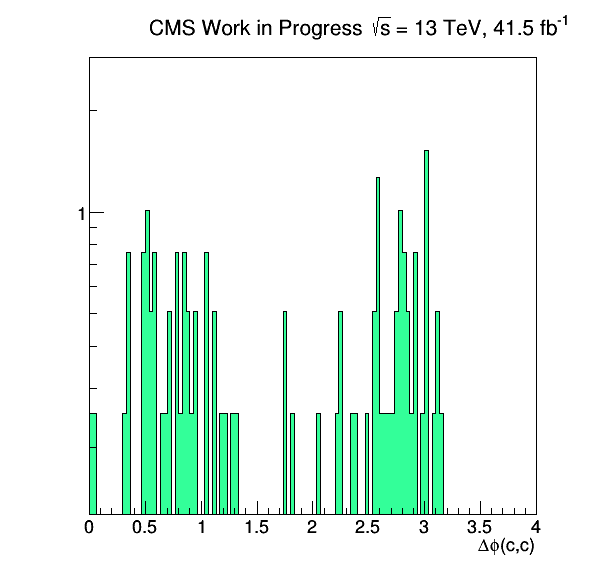 CMS Work in Progress √s = 13 TeV, 41.5 fb⁻¹
1
0 0.5 1 1.5 2 2.5 3 3.5 4
Δϕ(c,c)